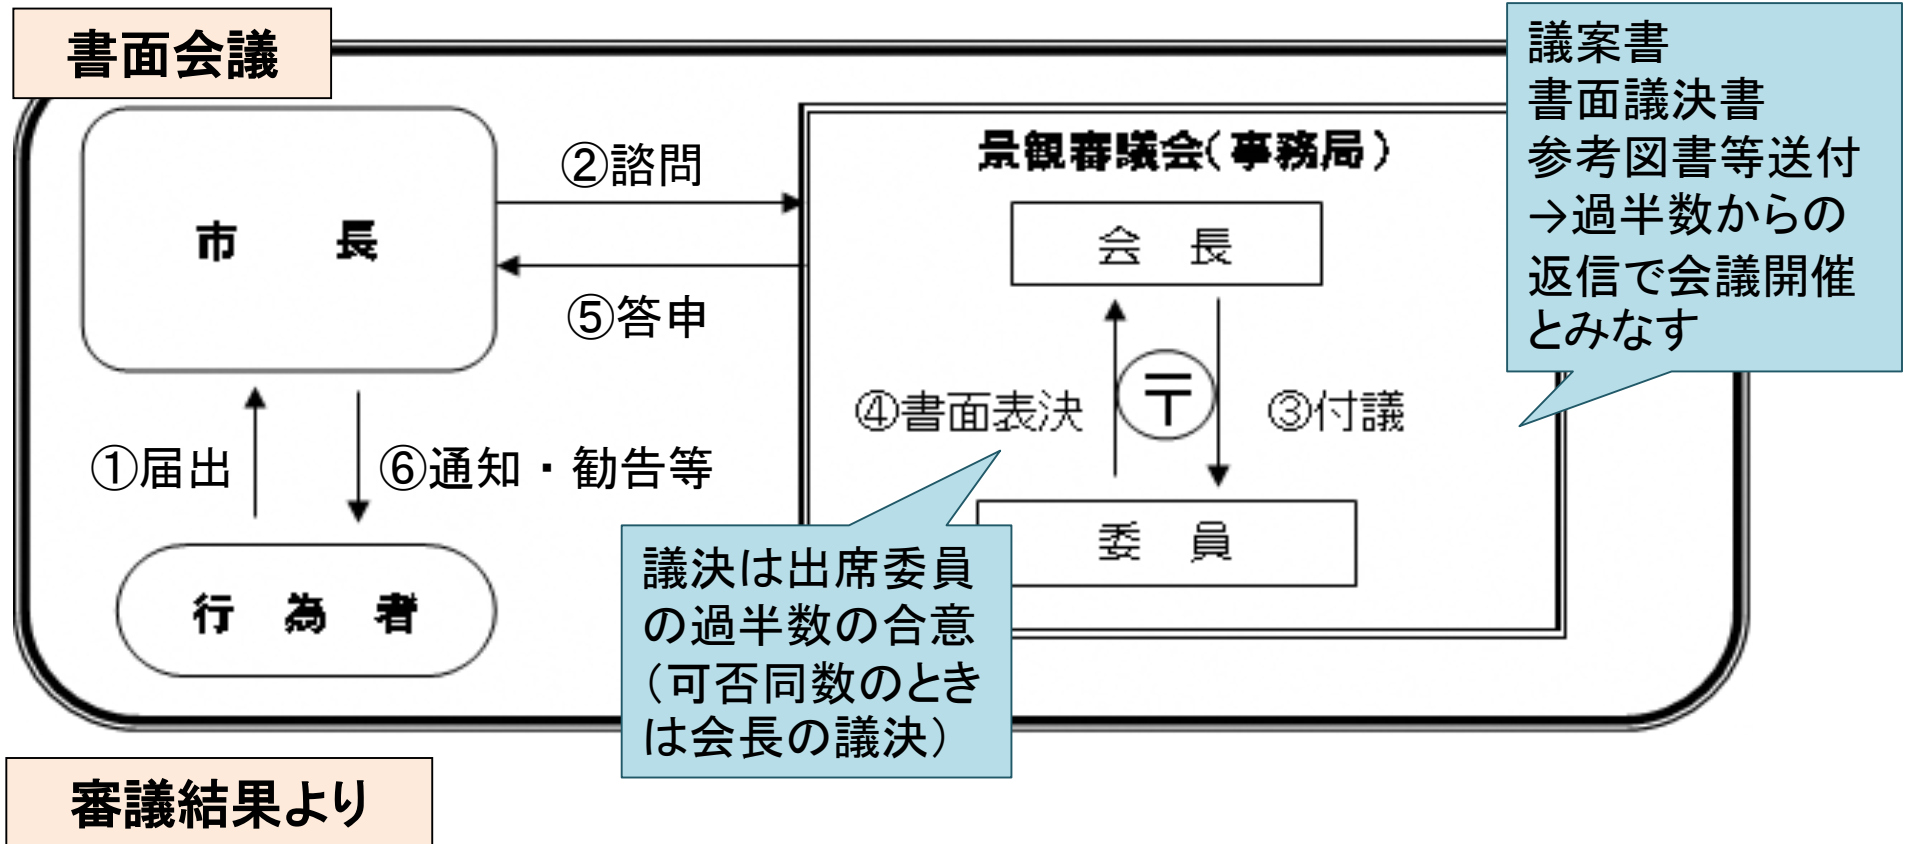 書面会議
議案書
書面議決書
参考図書等送付
→過半数からの
返信で会議開催
とみなす
景観審議会(事務局)
②諮問
市　長
会　長
⑤答申
④書面表決
〒
③付議
①届出
⑥通知・勧告等
委　員
行　為　者
議決は出席委員
の過半数の合意
(可否同数のとき
は会長の議決)
審議結果より